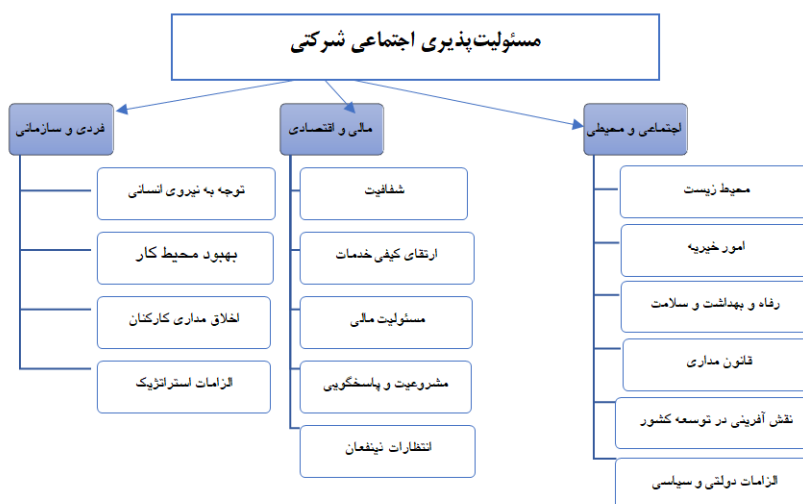 مسئولیت‌پذیری اجتماعی شرکتی
اجتماعی و محیطی
محیط زیست
امور خیریه
رفاه و بهداشت و سلامت
قانون مداری
نقش آفرینی در توسعه کشور
الزامات دولتی و سیاسی
مالی و اقتصادی
شفافیت
ارتقای کیفی خدمات
مسئولیت مالی
مشروعیت و پاسخگویی
انتظارات ذینفعان
فردی و سازمانی
توجه به نیروی انسانی
بهبود محیط کار
اخلاق مداری کارکنان
الزامات استراتژیک